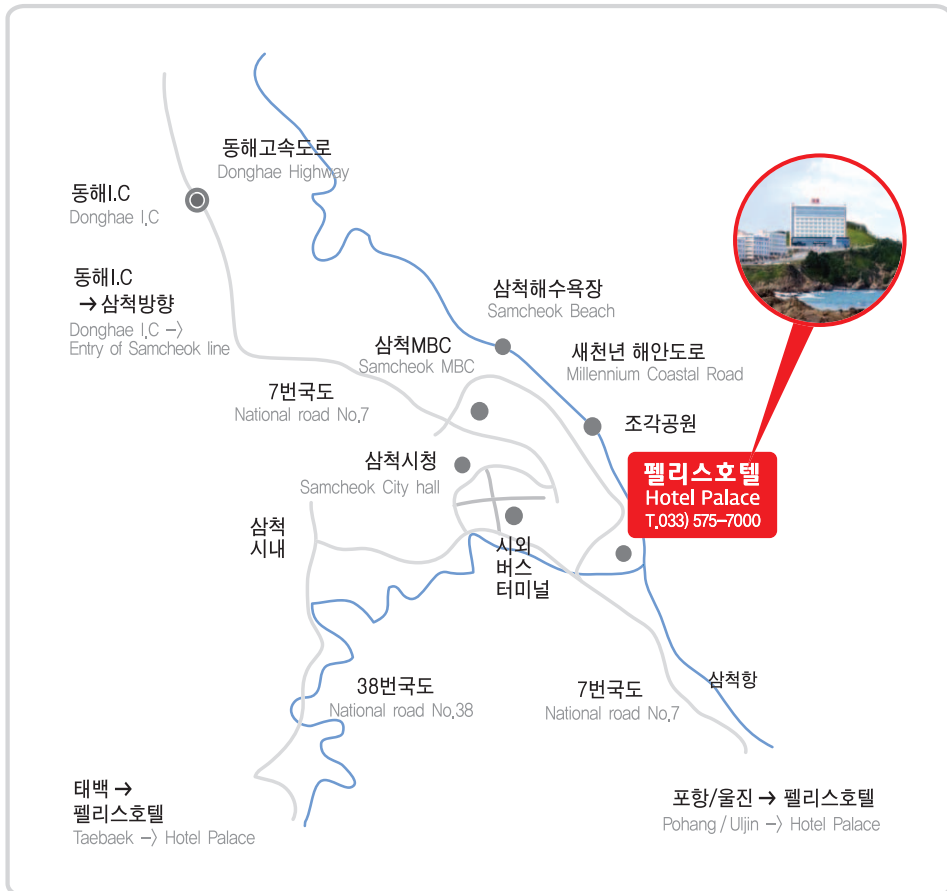 동해고속도로
Donghae Highway
동해I.C
Donghae I.C
동해I.C
→ 삼척방향
Donghae I.C –>
Entry of Samcheok line
삼척해수욕장
Samcheok Beach
삼척MBC
Samcheok MBC
새천년 해안도로
Millennium Coastal Road
7번국도
National road No.7
조각공원
삼척시청
Samcheok City hall
펠리스호텔
Hotel Palace
T.033) 575–7000
삼척
시내
시외
버스
터미널
38번국도
National road No.38
7번국도
National road No.7
삼척항
태백 →
펠리스호텔
Taebaek –> Hotel Palace
포항/울진 → 펠리스호텔
Pohang / Uljin –> Hotel Palace